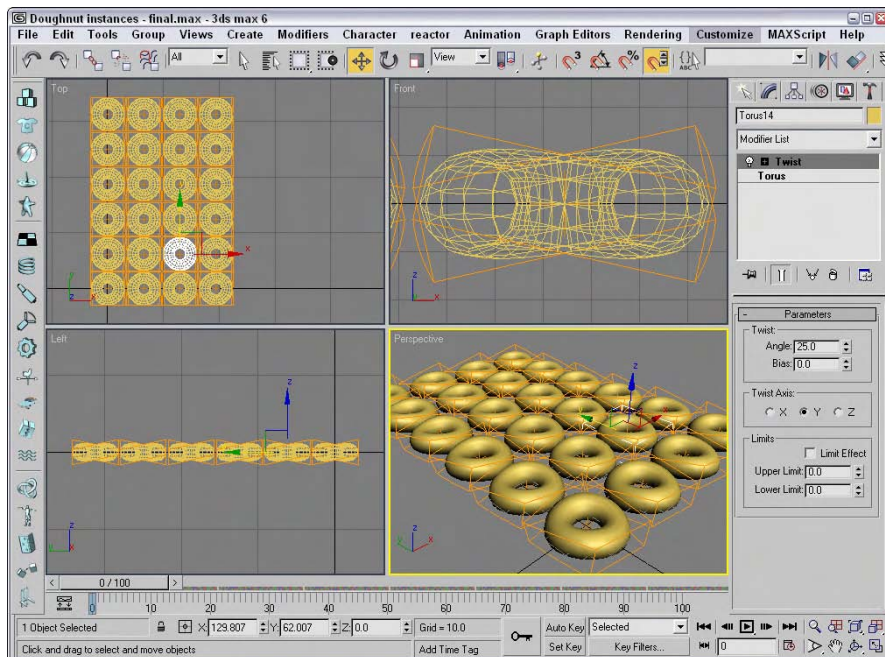 Doughnut instances - final.max - 3ds max 6
File Edit Tools Group Views Create Modifiers Character reactor Animation Graph Editors Rendering Customize MAXScript Help
All
View
3
%
ABC
Top
Front
Torus14
Modifier List
Twist
Torus
x
y
z
x
z
x
Left
Perspective
Parameters
Twist:
Angle: 25.0
Bias: 0.0
Twist Axis:
X Y Z
Limits
Limit Effect
Upper Limit: 0.0
Lower Limit: 0.0
z
z
y
z
x
0 / 100
0 10 20 30 40 50 60 70 80 90 100
1 Object Selected X: 129.807 Y: 62.007 Z: 0.0 Grid = 10.0 Auto Key Selected
Click and drag to select and move objects Add Time Tag Set Key Key Filters... 0